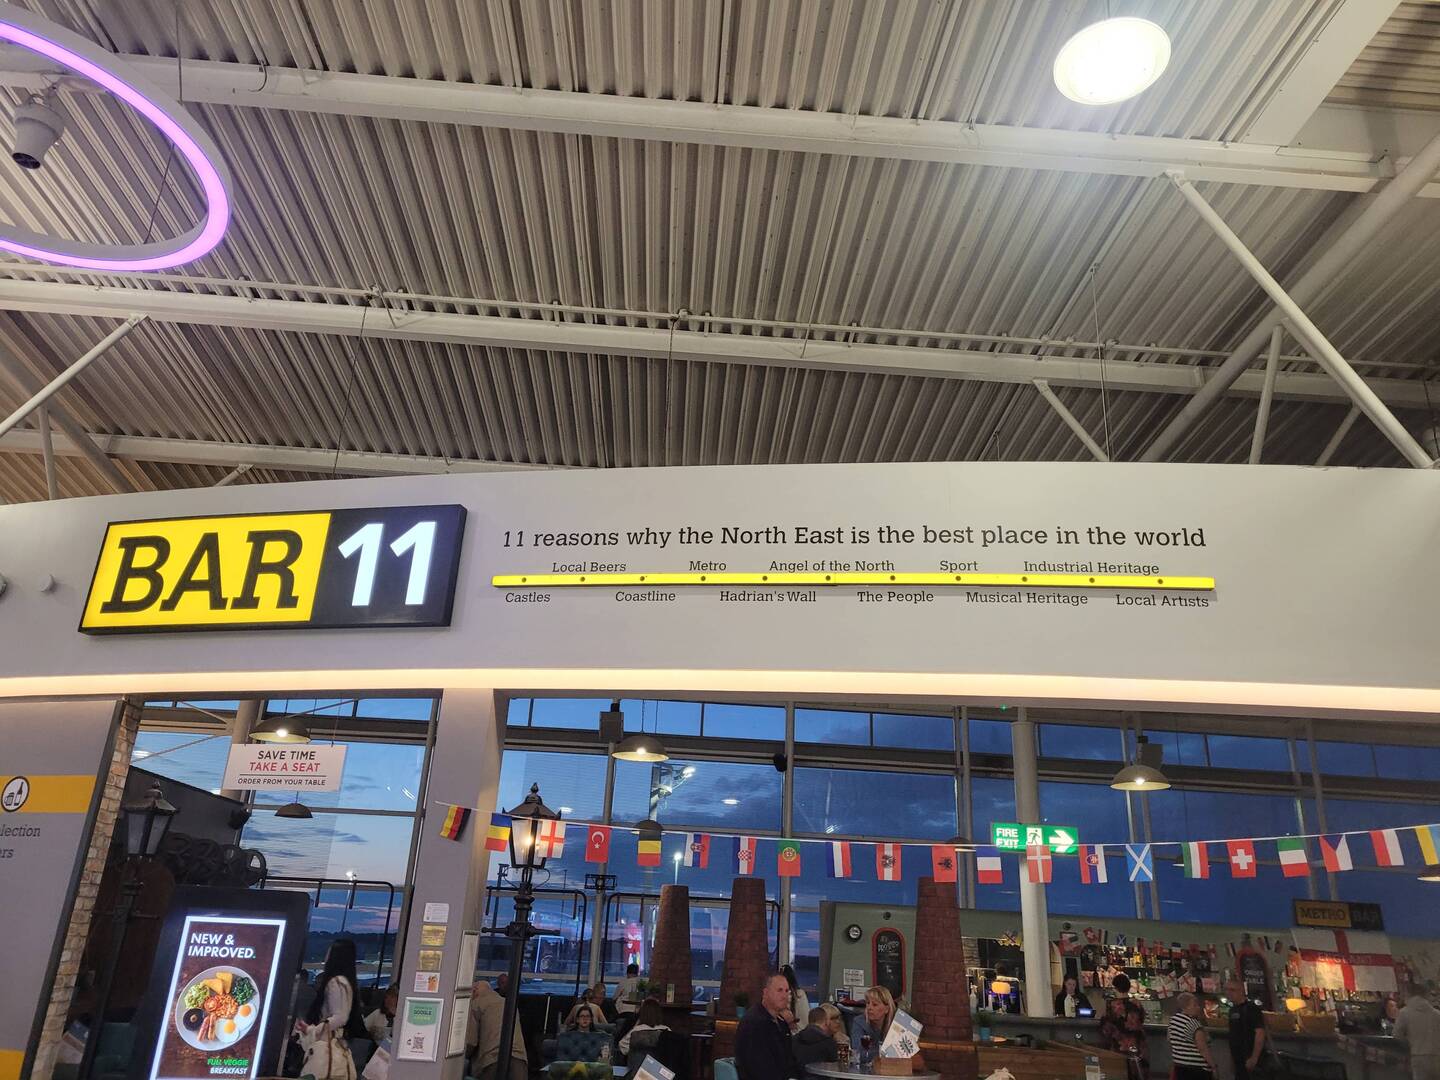 BAR 11
11 reasons why the North East is the best place in the world
Local Beers Metro Angel of the North Sport Industrial Heritage
Castles Coastline Hadrian's Wall The People Musical Heritage Local Artists
SAVE TIME
TAKE A SEAT
ORDER FROM YOUR TABLE
FIRE
EXIT
METRO BAR
NEW &
IMPROVED.
FULL VEGGIE
BREAKFAST
GOOGLE